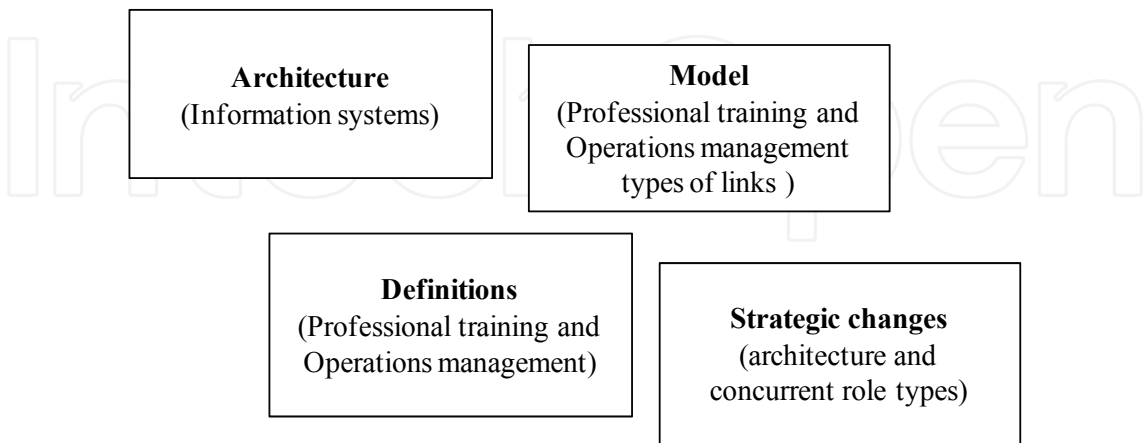 Architecture
(Information systems)
Model
(Professional training and
Operations management
types of links )
Definitions
(Professional training and
Operations management)
Strategic changes
(architecture and
concurrent role types)